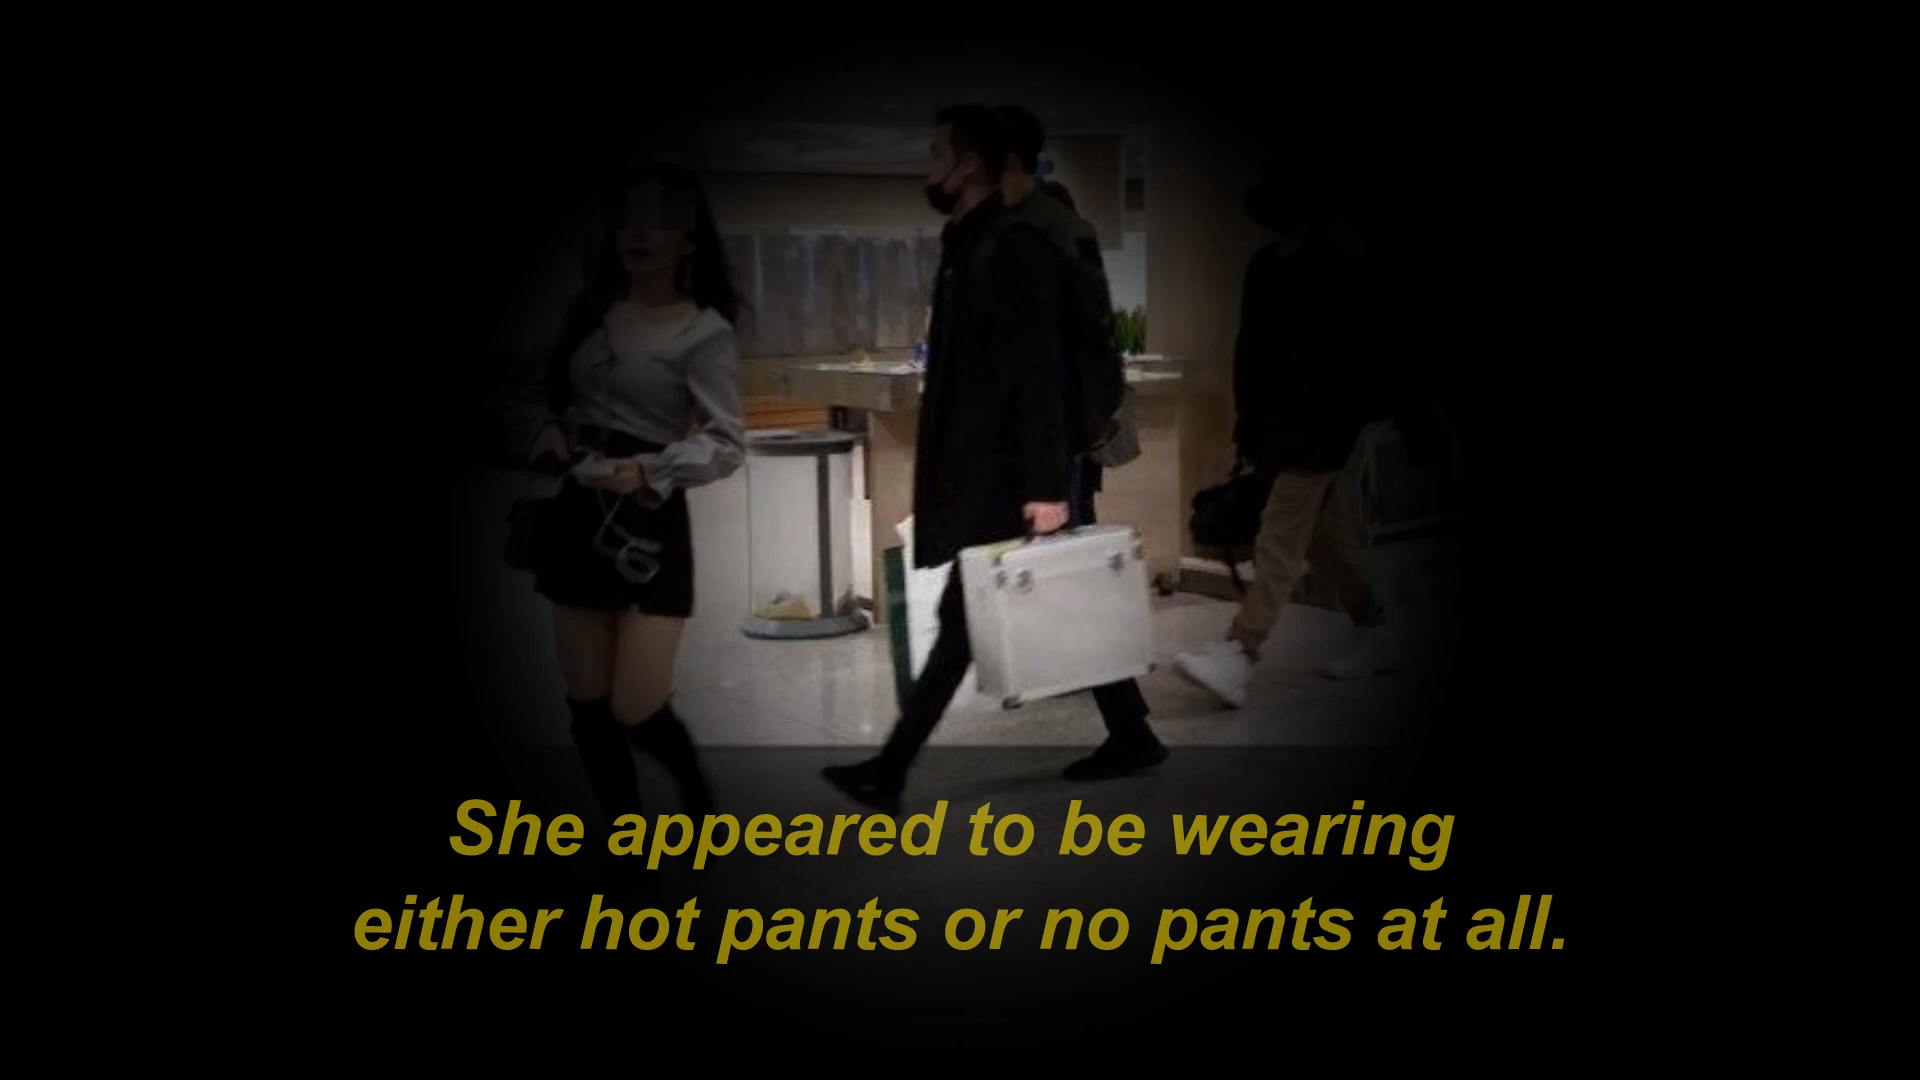 She appeared to be wearing
either hot pants or no pants at all.